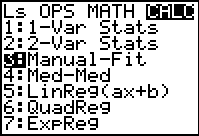 Ls OPS MATH CALC
1:1-Var Stats
2:2-Var Stats
3:Manual-Fit
4:Med-Med
5:LinReg(ax+b)
6:QuadReg
7:ExpReg